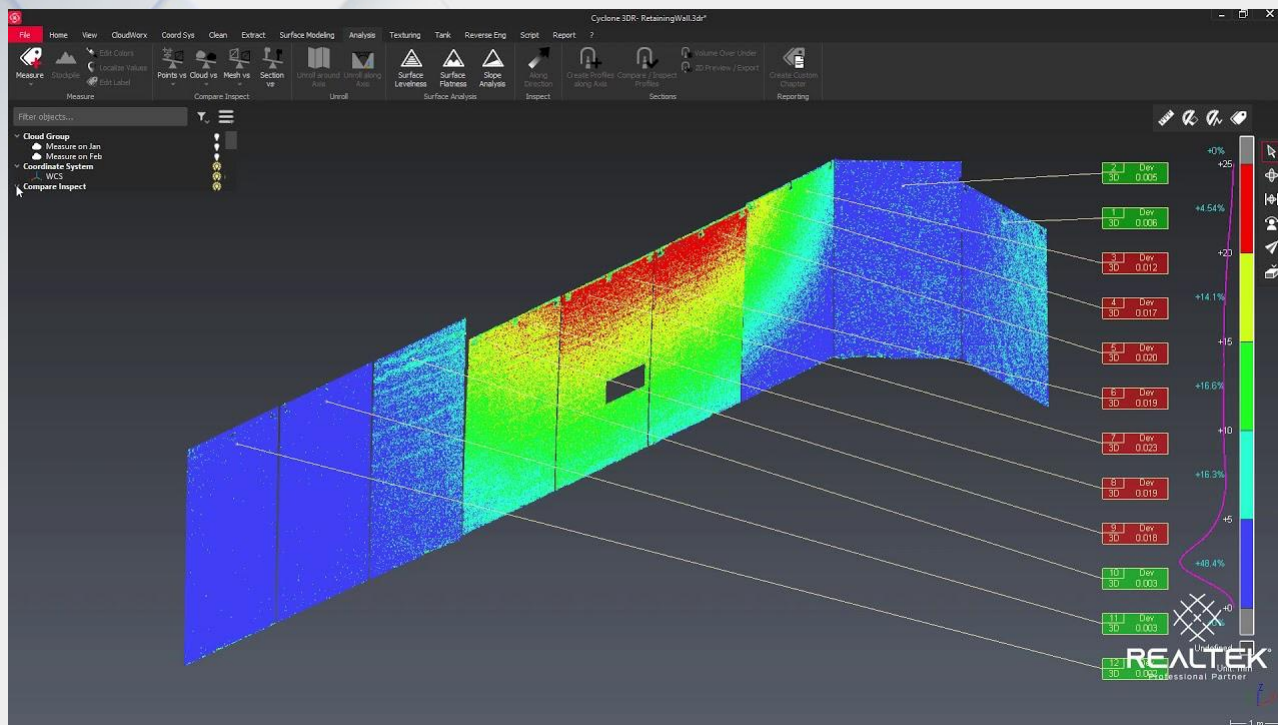 Cyclone 3DR- RetainingWall.3dr*
File Home View CloudWorx Coord Sys Clean Extract Surface Modeling Analysis Texturing Tank Reverse Eng Script Report ?
Measure Stockpile Edit Colors Localize Values Edit Label
Points vs Cloud vs Mesh vs Section vs
Unroll around Axis Unroll along Axis
Surface Levelness Surface Flatness Slope Analysis
Along Direction
Create Profiles along Axis Compare / Inspect Profiles Volume Over Under 2D Preview / Export
Create Custom Chapter
Measure Compare Inspect Unroll Surface Analysis Inspect Sections Reporting
Filter objects...
Cloud Group
Measure on Jan
Measure on Feb
Coordinate System
WCS
Compare Inspect
2 Dev
3D 0.005
1 Dev
3D 0.006
3 Dev
3D 0.012
4 Dev
3D 0.017
5 Dev
3D 0.020
6 Dev
3D 0.019
7 Dev
3D 0.023
8 Dev
3D 0.019
9 Dev
3D 0.018
10 Dev
3D 0.003
11 Dev
3D 0.003
12
3D
+0%
+25
+4.54%
+20
+14.1%
+15
+16.6%
+10
+16.3%
+5
+48.4%
+0
REALTEK
Professional Partner
Z
1 m